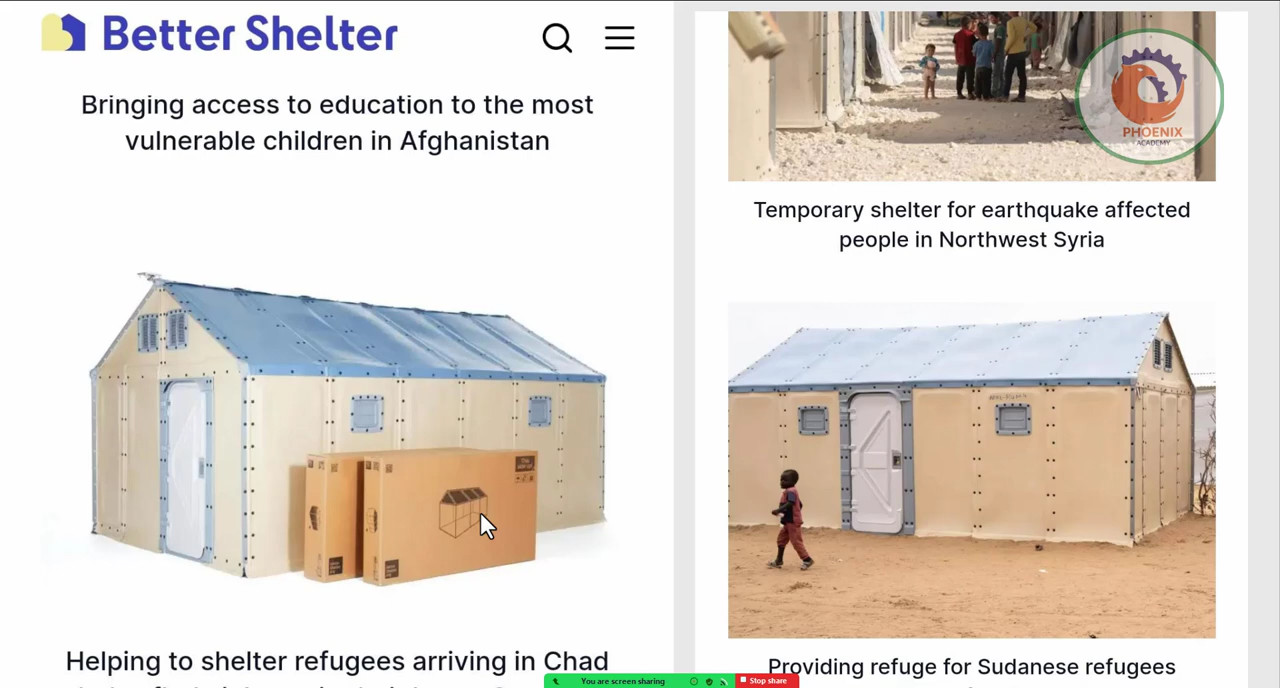 Better Shelter
Bringing access to education to the most
vulnerable children in Afghanistan
Helping to shelter refugees arriving in Chad
PHOENIX
ACADEMY
Temporary shelter for earthquake affected
people in Northwest Syria
Providing refuge for Sudanese refugees
You are screen sharing
Stop share